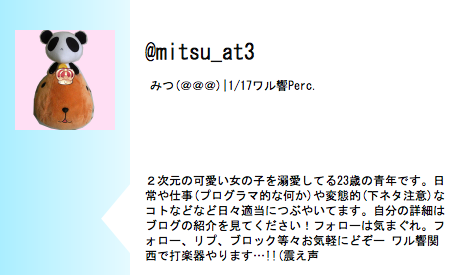 @mitsu_at3
みつ(@@@)|1/17ワル響Perc.
２次元の可愛い女の子を溺愛してる23歳の青年です。日
常や仕事(プログラマ的な何か)や変態的(下ネタ注意)な
コトなどなど日々適当につぶやいてます。自分の詳細は
ブログの紹介を見てください！フォローは気まぐれ。フ
ォロー、リプ、ブロック等々お気軽にどぞー ワル響関
西で打楽器やります…!!(震え声